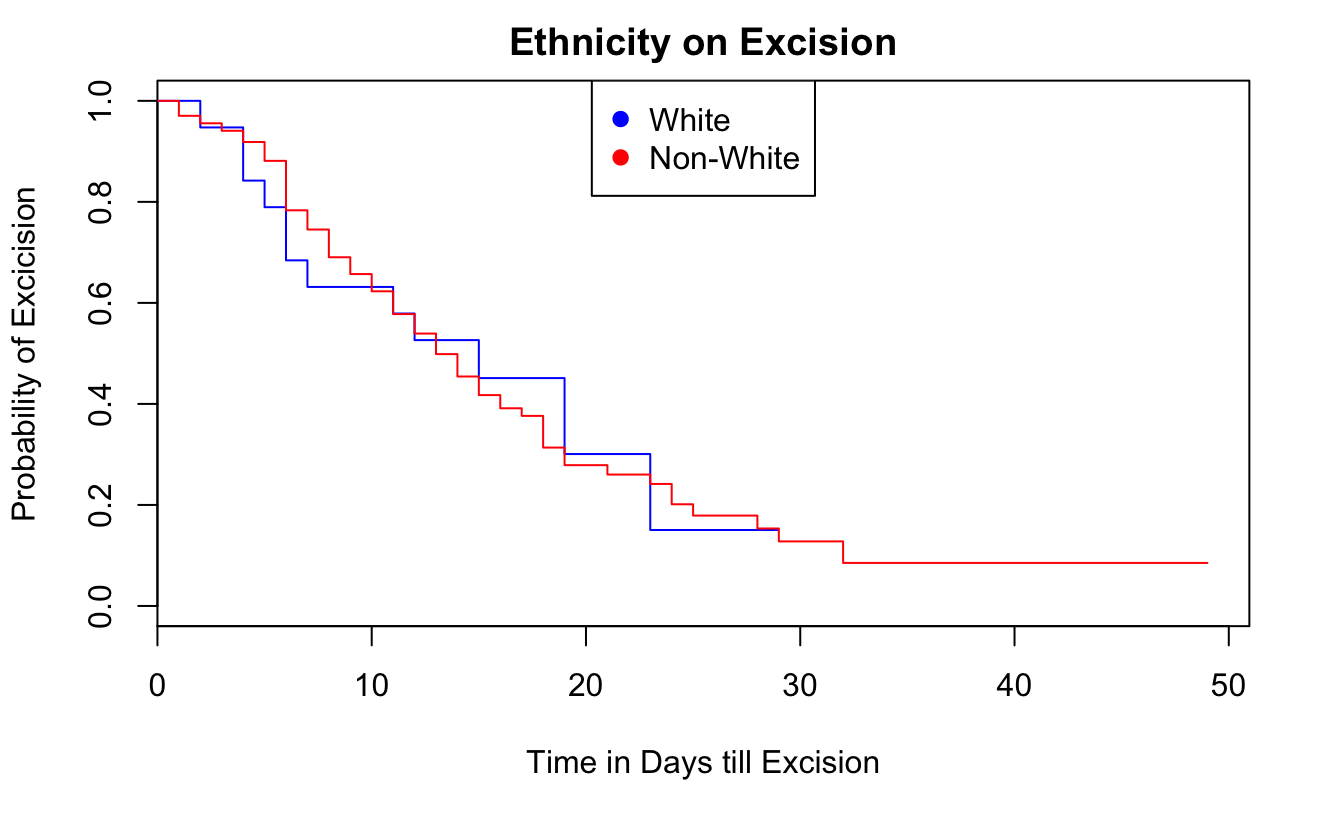 Ethnicity on Excision
White
Non-White
Probability of Excicision
1.0
0.8
0.6
0.4
0.2
0.0
0 10 20 30 40 50
Time in Days till Excision